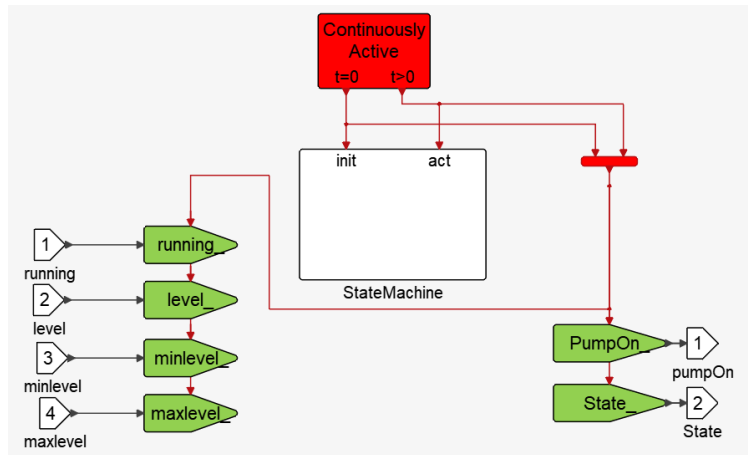 Continuously
Active
t=0 t>0
init act
StateMachine
1
running
running_
2
level
level_
3
minlevel
minlevel_
4
maxlevel
maxlevel_
PumpOn_
1
pumpOn
State_
2
State